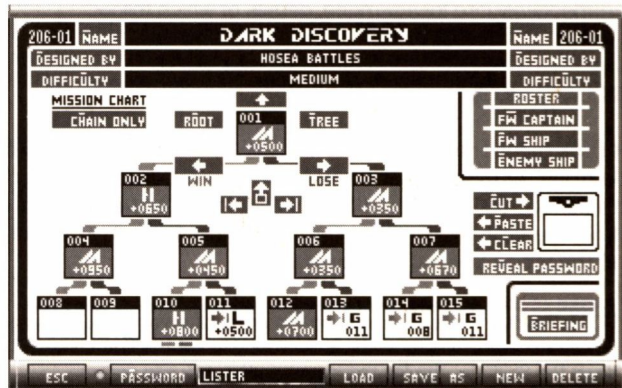 206-01 NAME DARK DISCOVERY NAME 206-01
DESIGNED BY HOSEA BATTLES DESIGNED BY
DIFFICULTY MEDIUM DIFFICULTY
MISSION CHART
CHAIN ONLY ROOT TREE
ROSTER
FW CAPTAIN
FW SHIP
ENEMY SHIP
001
+0500
WIN LOSE
002 003
+0650 +0350
CUT
PASTE
CLEAR
REVEAL PASSWORD
004 005 006 007
+0950 +0450 +0350 +0670
008 009 010 011 012 013 014 015
L G G G
+0800 +0500 +0700 011 008 011
BRIEFING
ESC PASSWORD LISTER LOAD SAVE AS NEW DELETE